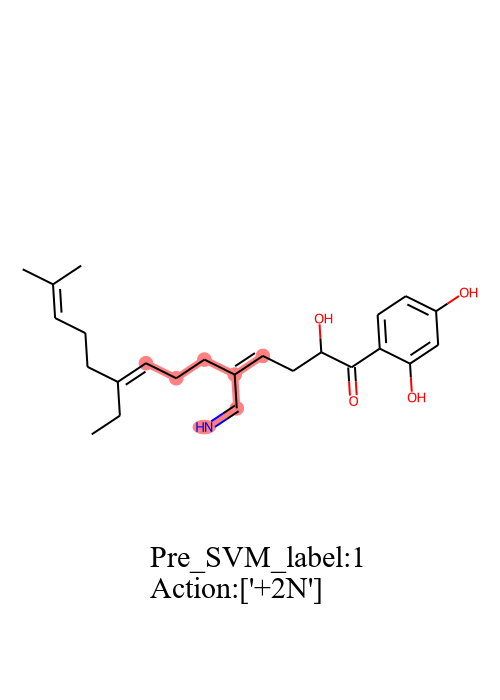 OH
OH
O
OH
HN
Pre_SVM_label:1
Action:['+2N']